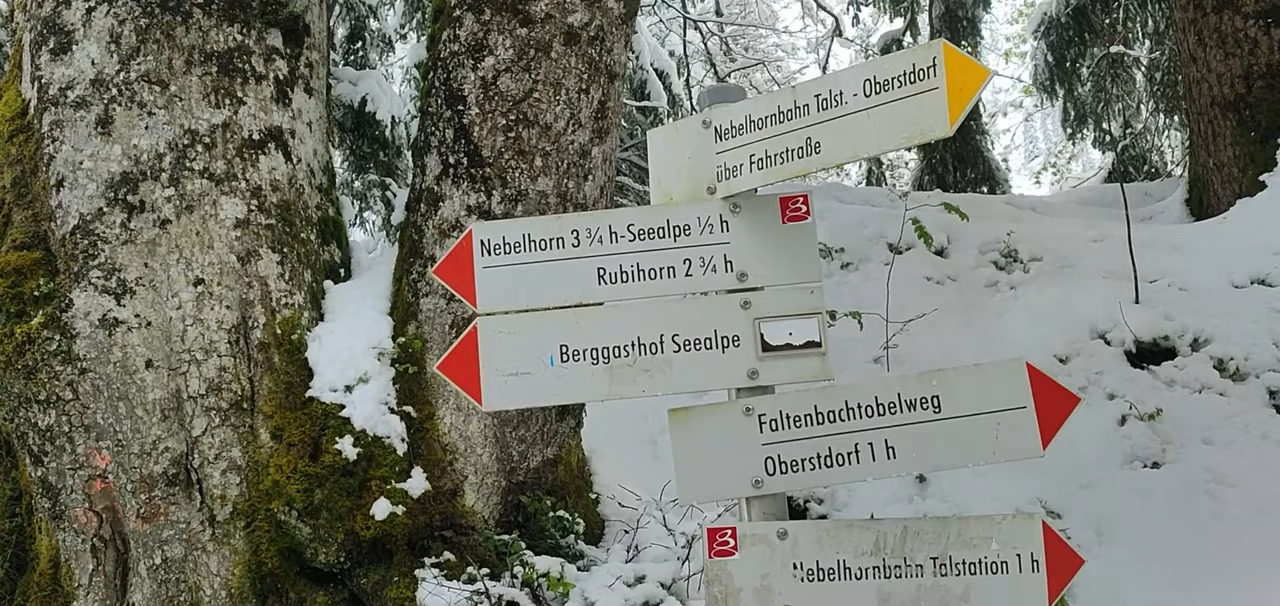 Nebelhornbahn Talst. - Oberstdorf
über Fahrstraße
Nebelhorn 3 ¾ h-Seealpe ½ h
Rubihorn 2 ¾ h
Berggasthof Seealpe
Faltenbachtobelweg
Oberstdorf 1 h
Nebelhornbahn Talstation 1 h